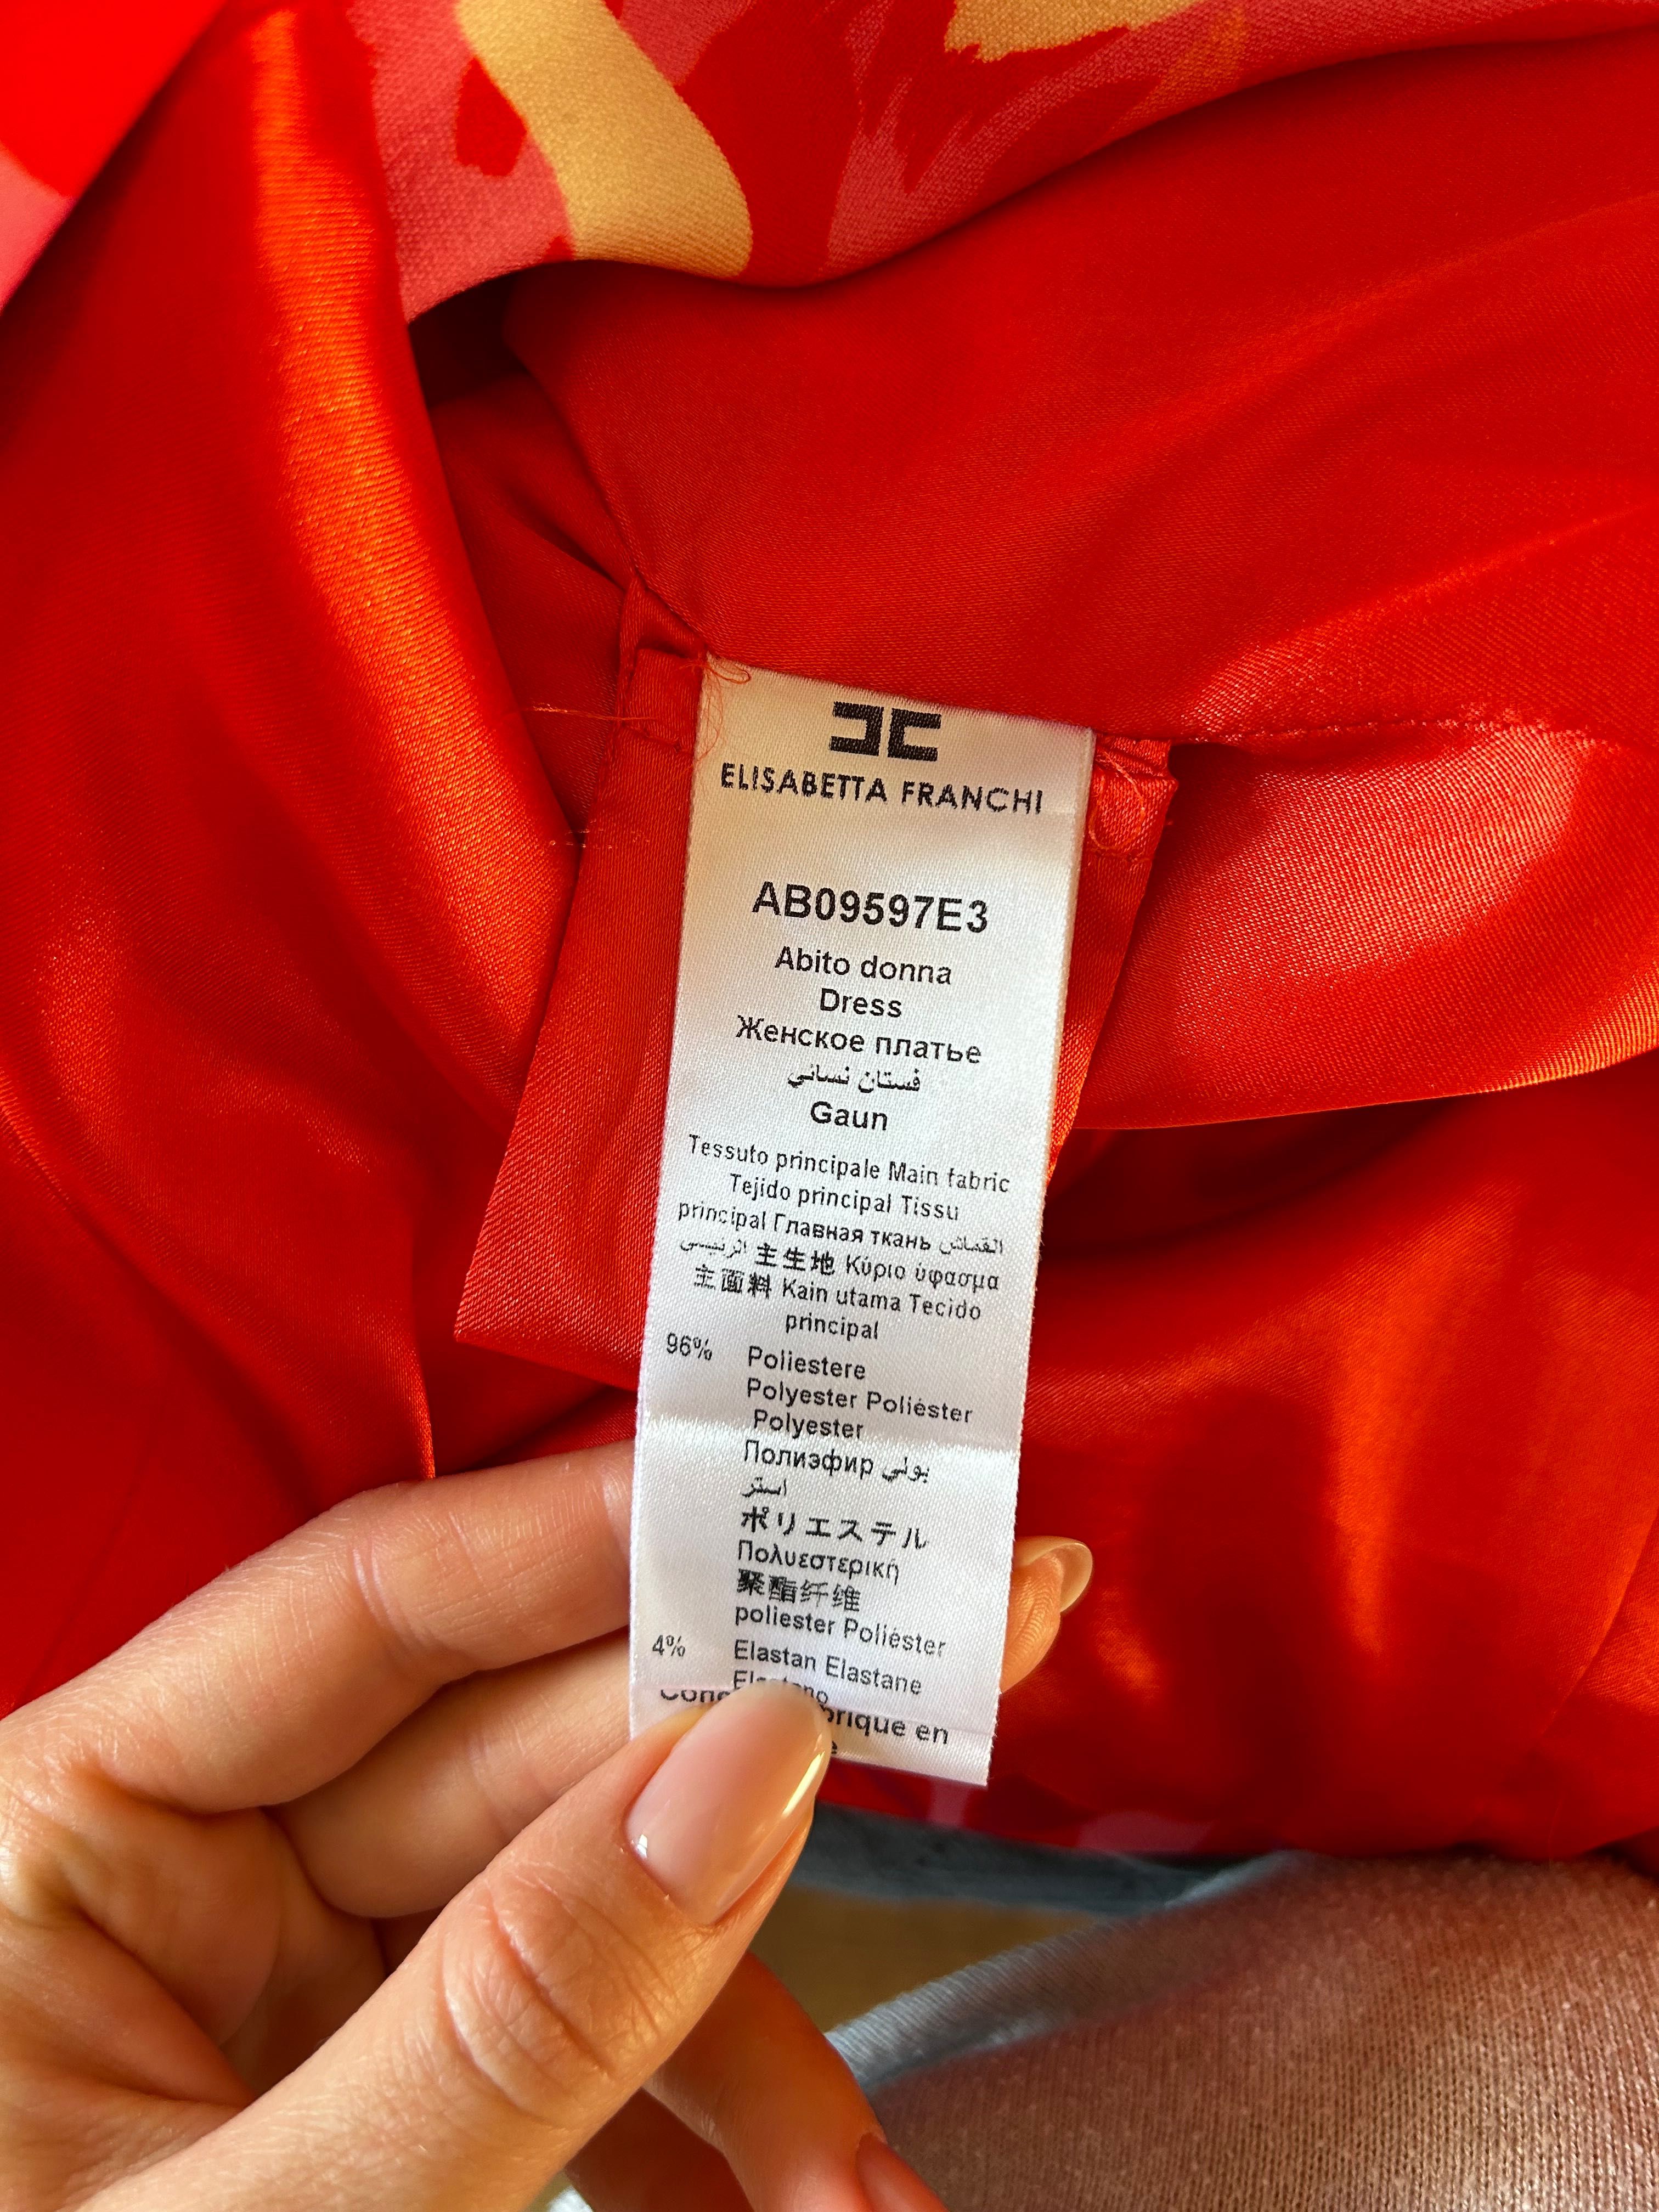 ELISABETTA FRANCHI
AB09597E3
Abito donna
Dress
Женское платье
فستان نسائي
Gaun
Tessuto principale Main fabric
Tejido principal Tissu
principal Главная ткань القماش
الرئيسي 主生地 Κύριο ύφασμα
主面料 Kain utama Tecido
principal
96% Poliestere
Polyester Poliéster
Polyester
Полиэфир بولي
استر
ポリエステル
Πολυεστερική
聚酯纤维
poliester Poliéster
4% Elastan Elastane
en